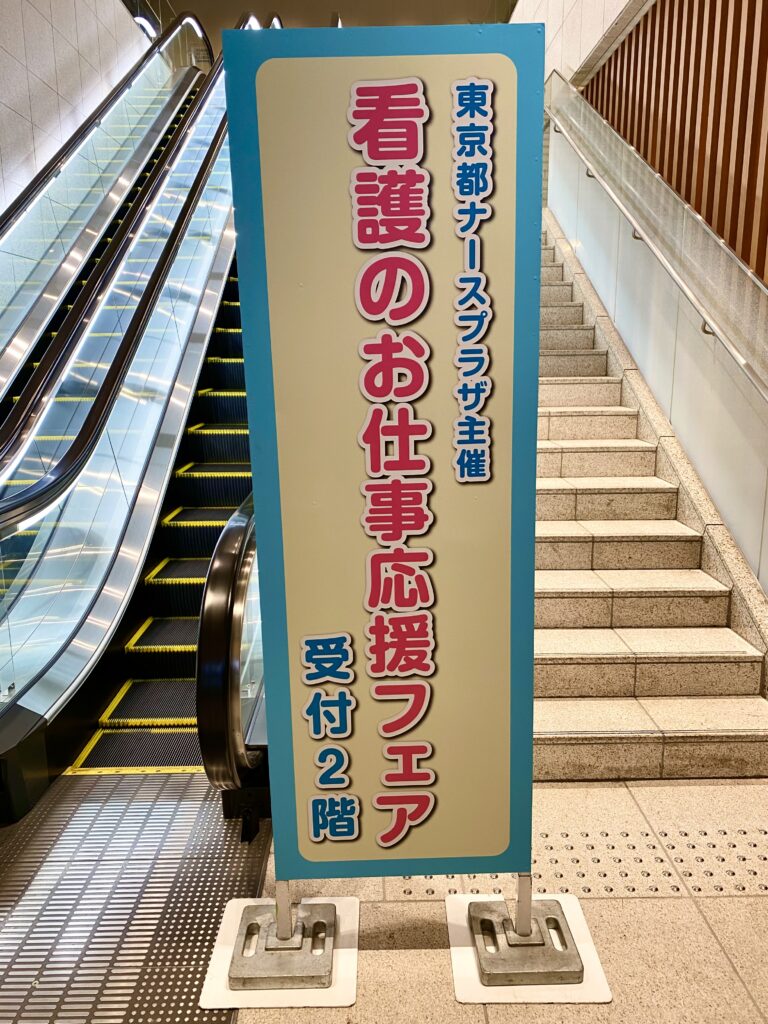 東京都ナースプラザ主催
看護のお仕事応援フェア
受付2階